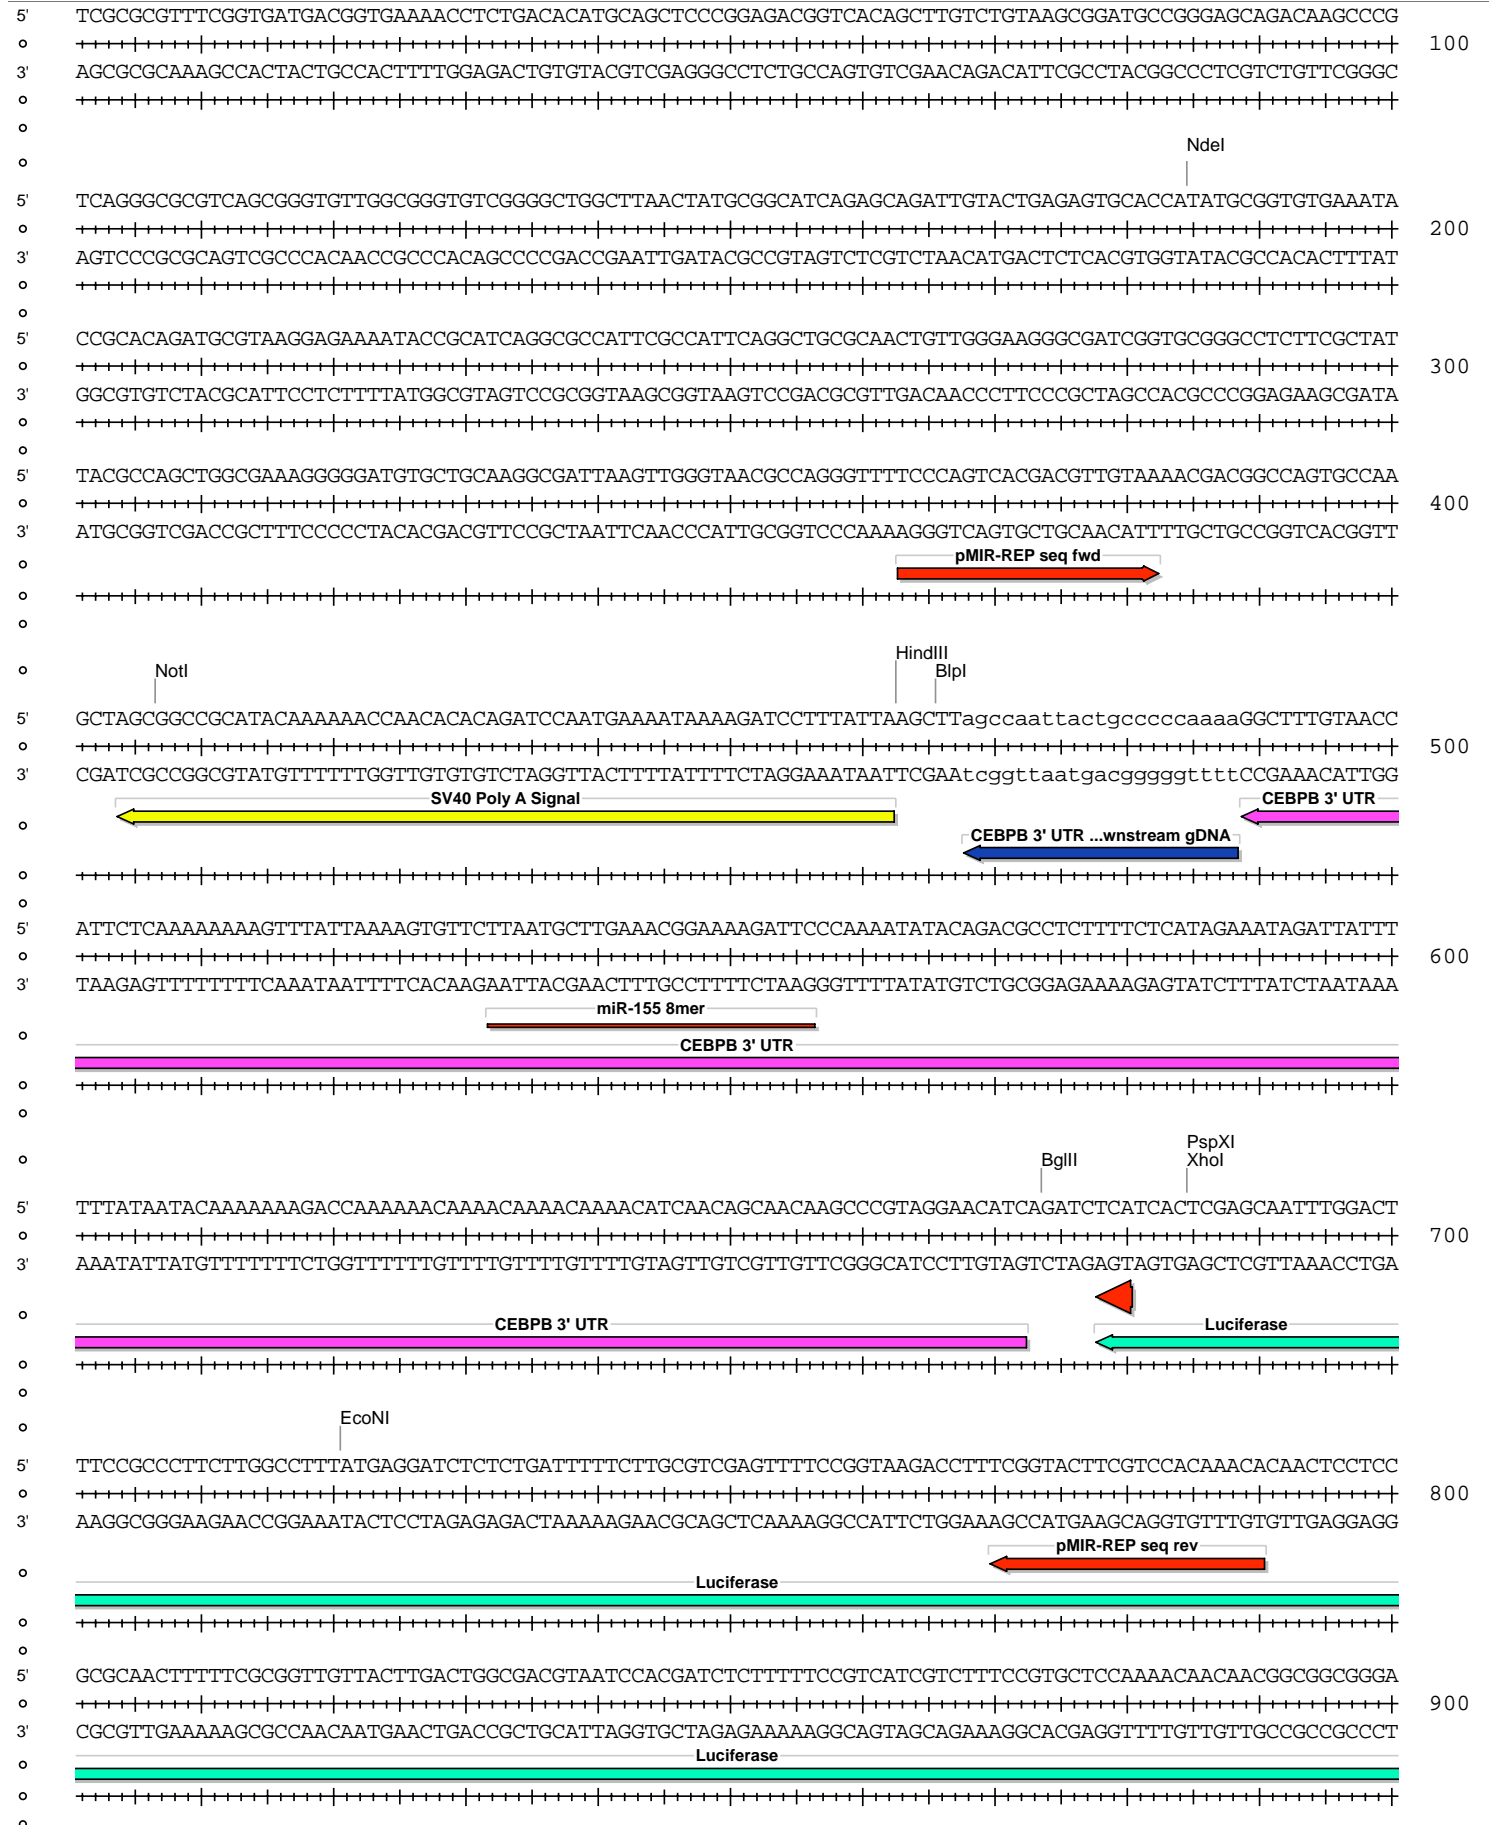 5' TCGCGCGTTTCGGTGATGACGGTGAAAACCTCTGACACATGCAGCTCCCGGAGACGGTCACAGCTTGTCTGTAAGCGGATGCCGGGAGCAGACAAGCCCG
100
3' AGCGCGCAAAGCCACTACTGCCACTTTTGGAGACTGTGTACGTCGAGGGCCTCTGCCAGTGTCGAACAGACATTCGCCTACGGCCCTCGTCTGTTCGGGC
NdeI
5' TCAGGGCGCGTCAGCGGGTGTTGGCGGGTGTCGGGGCTGGCTTAACTATGCGGCATCAGAGCAGATTGTACTGAGAGTGCACCATATGCGGTGTGAAATA
200
3' AGTCCCGCGCAGTCGCCCACAACCGCCCACAGCCCCGACCGAATTGATACGCCGTAGTCTCGTCTAACATGACTCTCACGTGGTATACGCCACACTTTAT
5' CCGCACAGATGCGTAAGGAGAAAATACCGCATCAGGCGCCATTCGCCATTCAGGCTGCGCAACTGTTGGGAAGGGCGATCGGTGCGGGCCTCTTCGCTAT
300
3' GGCGTGTCTACGCATTCCTCTTTTATGGCGTAGTCCGCGGTAAGCGGTAAGTCCGACGCGTTGACAACCCTTCCCGCTAGCCACGCCCGGAGAAGCGATA
5' TACGCCAGCTGGCGAAAGGGGGATGTGCTGCAAGGCGATTAAGTTGGGTAACGCCAGGGTTTTCCCAGTCACGACGTTGTAAAACGACGGCCAGTGCCAA
400
3' ATGCGGTCGACCGCTTTCCCCCTACACGACGTTCCGCTAATTCAACCCATTGCGGTCCCAAAAGGGTCAGTGCTGCAACATTTTGCTGCCGGTCACGGTT
pMIR-REP seq fwd
HindIII
NotI BlpI
5' GCTAGCGGCCGCATACAAAAAACCAACACACAGATCCAATGAAAATAAAAGATCCTTTATTAAGCTTagccaattactgcccccaaaaGGCTTTGTAACC
500
3' CGATCGCCGGCGTATGTTTTTTGGTTGTGTGTCTAGGTTACTTTTATTTTCTAGGAAATAATTCGAAtcggttaatgacgggggttttCCGAAACATTGG
SV40 Poly A Signal CEBPB 3' UTR
CEBPB 3' UTR ...wnstream gDNA
5' ATTCTCAAAAAAAAGTTTATTAAAAGTGTTCTTAATGCTTGAAACGGAAAAGATTCCCAAAATATACAGACGCCTCTTTTCTCATAGAAATAGATTATTT
600
3' TAAGAGTTTTTTTTCAAATAATTTTCACAAGAATTACGAACTTTGCCTTTTCTAAGGGTTTTATATGTCTGCGGAGAAAAGAGTATCTTTATCTAATAAA
miR-155 8mer
CEBPB 3' UTR
PspXI
BglII XhoI
5' TTTATAATACAAAAAAAGACCAAAAAACAAAACAAAACAAAACATCAACAGCAACAAGCCCGTAGGAACATCAGATCTCATCACTCGAGCAATTTGGACT
700
3' AAATATTATGTTTTTTTCTGGTTTTTTGTTTTGTTTTGTTTTGTAGTTGTCGTTGTTCGGGCATCCTTGTAGTCTAGAGTAGTGAGCTCGTTAAACCTGA
CEBPB 3' UTR Luciferase
EcoNI
5' TTCCGCCCTTCTTGGCCTTTATGAGGATCTCTCTGATTTTTCTTGCGTCGAGTTTTCCGGTAAGACCTTTCGGTACTTCGTCCACAAACACAACTCCTCC
800
3' AAGGCGGGAAGAACCGGAAATACTCCTAGAGAGACTAAAAAGAACGCAGCTCAAAAGGCCATTCTGGAAAGCCATGAAGCAGGTGTTTGTGTTGAGGAGG
pMIR-REP seq rev
Luciferase
5' GCGCAACTTTTTCGCGGTTGTTACTTGACTGGCGACGTAATCCACGATCTCTTTTTCCGTCATCGTCTTTCCGTGCTCCAAAACAACAACGGCGGCGGGA
900
3' CGCGTTGAAAAAGCGCCAACAATGAACTGACCGCTGCATTAGGTGCTAGAGAAAAAGGCAGTAGCAGAAAGGCACGAGGTTTTGTTGTTGCCGCCGCCCT
Luciferase